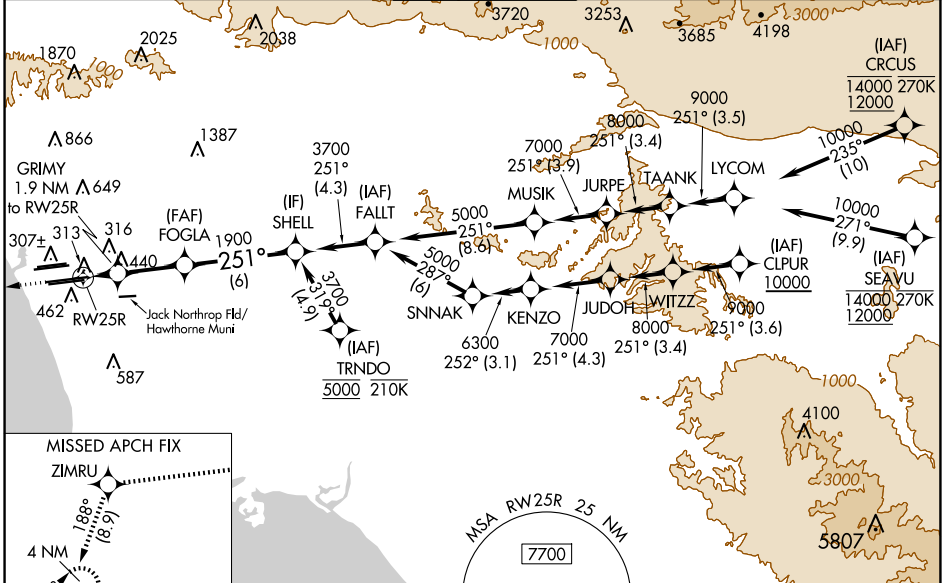 3720
3253
3000
2038
2025
1870
1000
1000
3685
4198
(IAF)
CRCUS
14000 270K
12000
9000
251° (3.5)
8000
251° (3.4)
10000
235°
(10)
866
1387
7000
251° (3.9)
3700
251°
(4.3)
GRIMY
1.9 NM
to RW25R
649
LYCOM
TAANK
JURPE
MUSIK
(IAF)
FALLT
(IF)
SHELL
(FAF)
FOGLA
5000
251°
(8.6)
10000
271°
(9.9)
307±
313
316
440
1900
251°
(6)
5000
287°
(6)
(IAF)
CLPUR
10000
(IAF)
SEAVU
14000 270K
12000
462
RW25R
Jack Northrop Fld/
Hawthorne Muni
3700
319°
(4.9)
SNNAK
KENZO
JUDOH
WITZZ
9000
251° (3.6)
8000
251° (3.4)
7000
251° (4.3)
6300
252° (3.1)
(IAF)
TRNDO
5000 210K
587
1000
4100
3000
5807
MISSED APCH FIX
ZIMRU
188°
(8.9)
4 NM
MSA RW25R 25 NM
7700